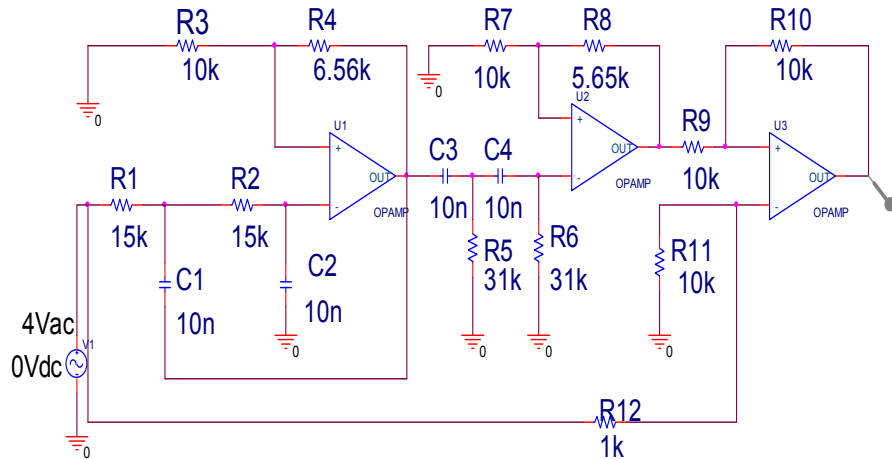 R3
10k
0
R4
6.56k
U1
+
-
OUT
OPAMP
R1
15k
R2
15k
C1
10n
C2
10n
0
4Vac
0Vdc
V1
0
C3
10n
C4
10n
R5
31k
0
R6
31k
0
R7
10k
0
R8
5.65k
U2
+
-
OUT
OPAMP
R9
10k
R10
10k
U3
+
-
OUT
OPAMP
R11
10k
0
R12
1k